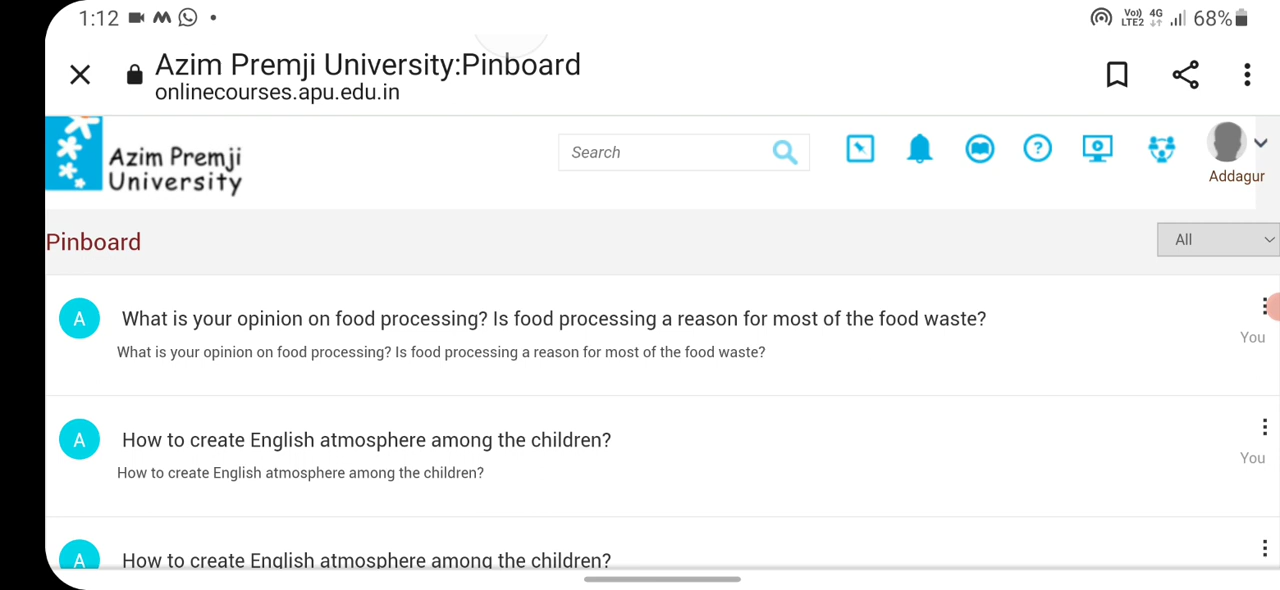 1:12
Vo)) LTE2 4G 68%
Azim Premji University:Pinboard
onlinecourses.apu.edu.in
Azim Premji
University
Search
?
Addagur
Pinboard
All
A
What is your opinion on food processing? Is food processing a reason for most of the food waste?
What is your opinion on food processing? Is food processing a reason for most of the food waste?
You
A
How to create English atmosphere among the children?
How to create English atmosphere among the children?
You
A
How to create English atmosphere among the children?